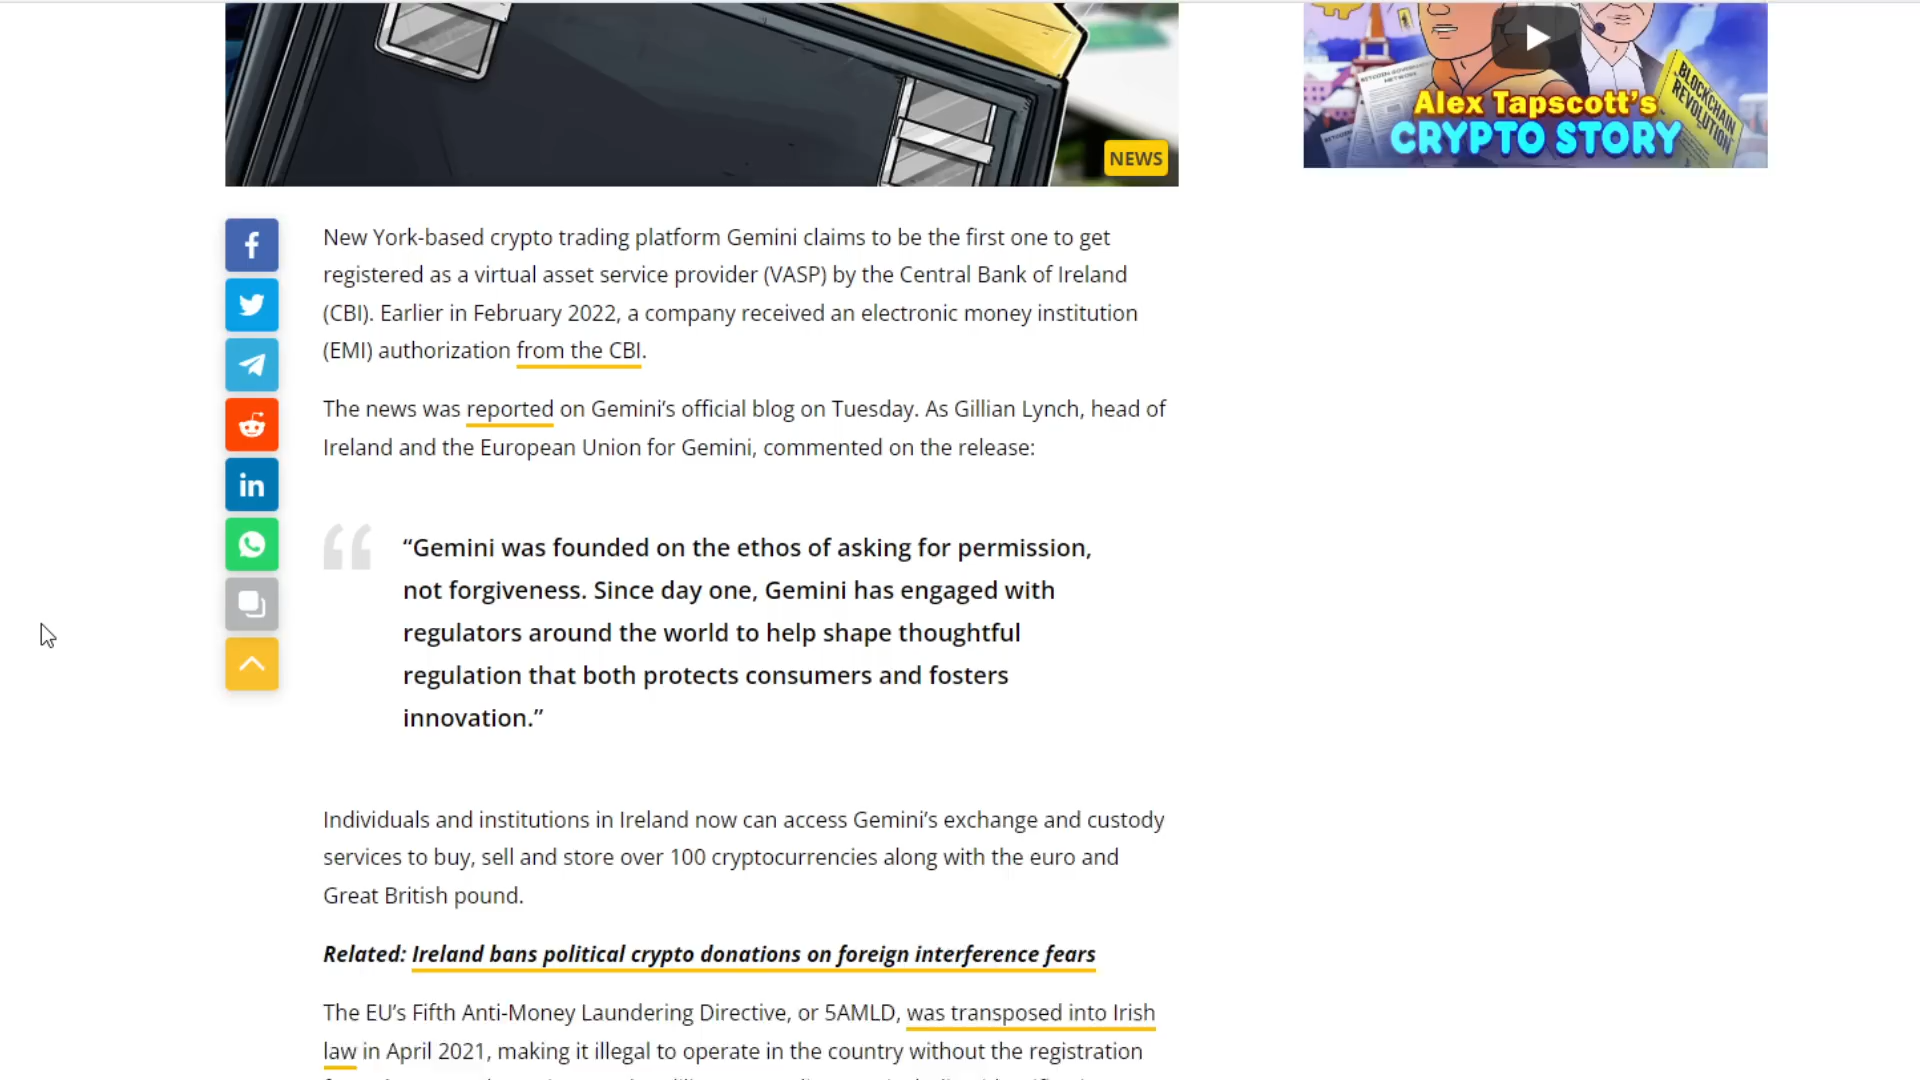 NEWS
BLOCKCHAIN
REVOLUTION
Alex Tapscott's
CRYPTO STORY
New York-based crypto trading platform Gemini claims to be the first one to get
registered as a virtual asset service provider (VASP) by the Central Bank of Ireland
(CBI). Earlier in February 2022, a company received an electronic money institution
(EMI) authorization from the CBI.
The news was reported on Gemini’s official blog on Tuesday. As Gillian Lynch, head of
Ireland and the European Union for Gemini, commented on the release:
“Gemini was founded on the ethos of asking for permission,
not forgiveness. Since day one, Gemini has engaged with
regulators around the world to help shape thoughtful
regulation that both protects consumers and fosters
innovation.”
Individuals and institutions in Ireland now can access Gemini’s exchange and custody
services to buy, sell and store over 100 cryptocurrencies along with the euro and
Great British pound.
Related: Ireland bans political crypto donations on foreign interference fears
The EU’s Fifth Anti-Money Laundering Directive, or 5AMLD, was transposed into Irish
law in April 2021, making it illegal to operate in the country without the registration